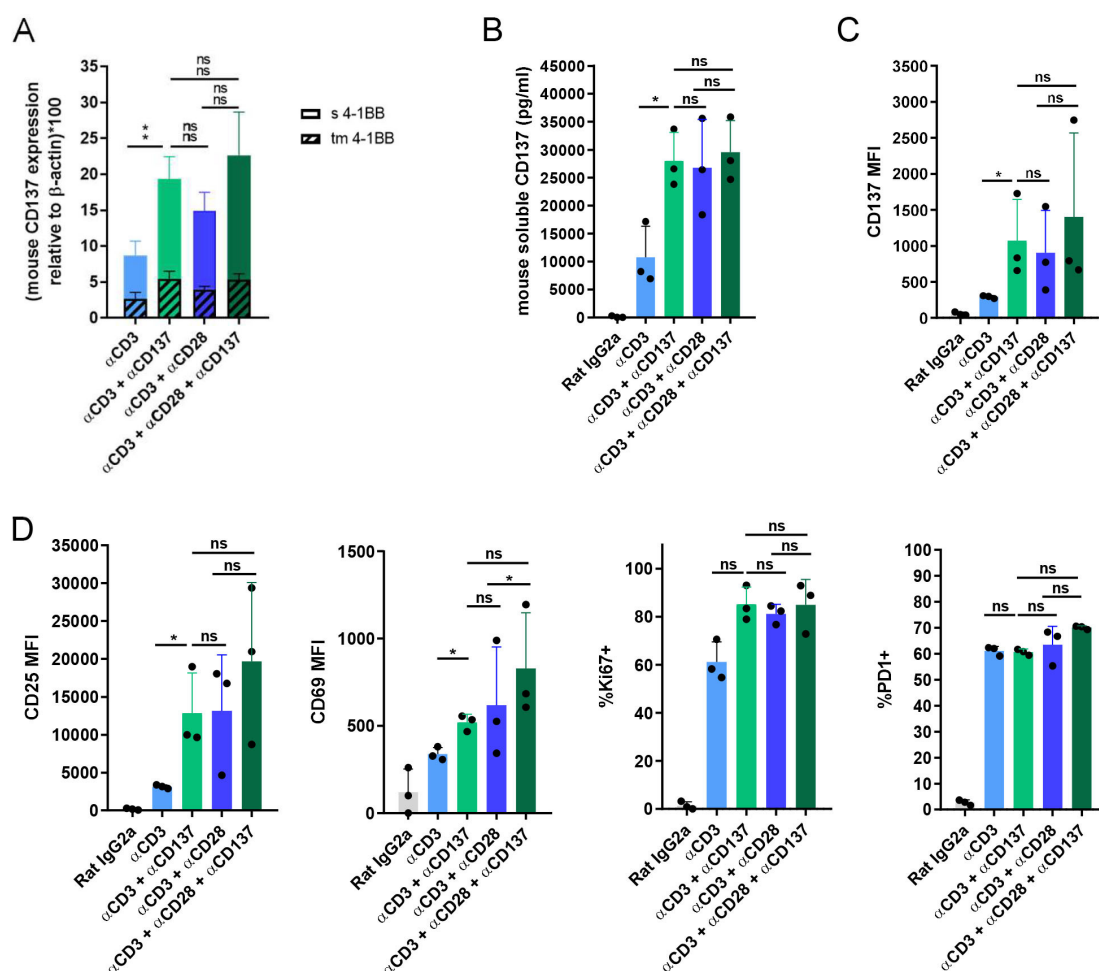 A
(mouse CD137 expression
relative to β-actin)*100
35
30
25
20
15
10
5
0
ns
ns
ns
ns
*
*
ns
ns
s 4-1BB
tm 4-1BB
αCD3
αCD3 + αCD137
αCD3 + αCD28
αCD3 + αCD28 + αCD137
B
mouse soluble CD137 (pg/ml)
45000
40000
35000
30000
25000
20000
15000
10000
5000
0
ns
ns
*
ns
Rat IgG2a
αCD3
αCD3 + αCD137
αCD3 + αCD28
αCD3 + αCD28 + αCD137
C
CD137 MFI
3500
3000
2500
2000
1500
1000
500
0
ns
ns
*
ns
Rat IgG2a
αCD3
αCD3 + αCD137
αCD3 + αCD28
αCD3 + αCD28 + αCD137
D
CD25 MFI
35000
30000
25000
20000
15000
10000
5000
0
ns
ns
*
ns
Rat IgG2a
αCD3
αCD3 + αCD137
αCD3 + αCD28
αCD3 + αCD28 + αCD137
CD69 MFI
1500
1000
500
0
ns
*
ns
*
Rat IgG2a
αCD3
αCD3 + αCD137
αCD3 + αCD28
αCD3 + αCD28 + αCD137
%Ki67+
100
80
60
40
20
0
ns
ns
ns
ns
Rat IgG2a
αCD3
αCD3 + αCD137
αCD3 + αCD28
αCD3 + αCD28 + αCD137
%PD1+
100
90
80
70
60
50
40
30
20
10
0
ns
ns
ns
ns
Rat IgG2a
αCD3
αCD3 + αCD137
αCD3 + αCD28
αCD3 + αCD28 + αCD137